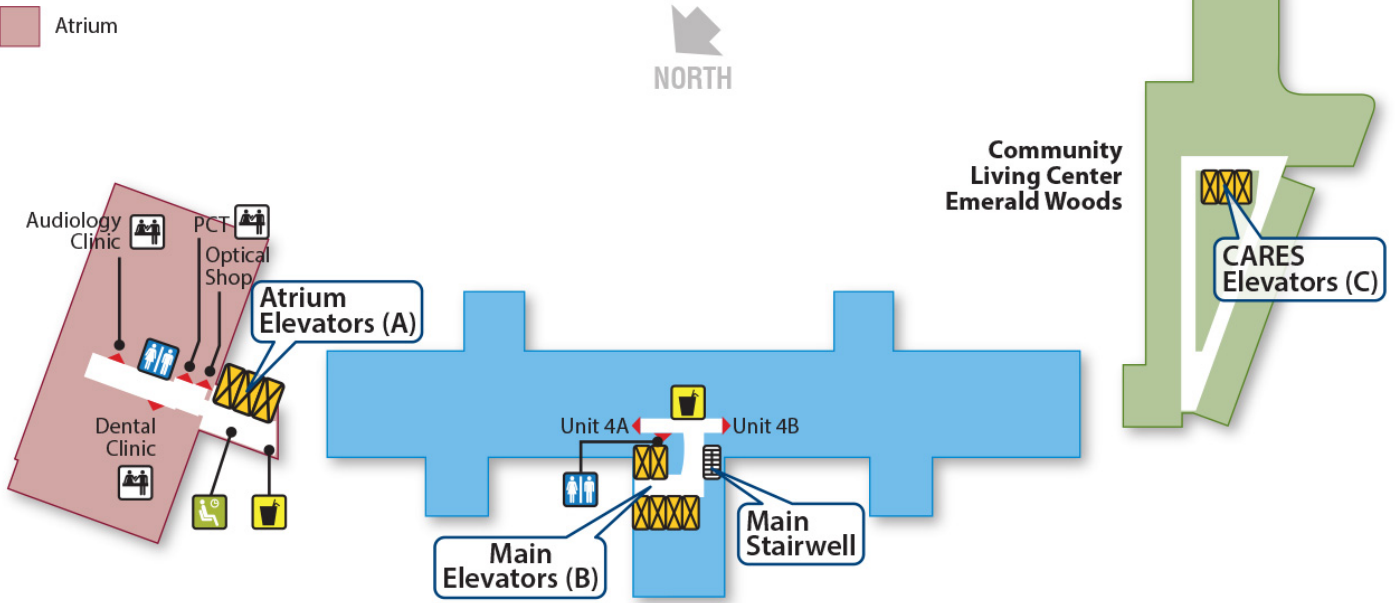 Atrium
NORTH
Community
Living Center
Emerald Woods
CARES
Elevators (C)
Audiology
Clinic
PCT
Optical
Shop
Atrium
Elevators (A)
Dental
Clinic
Unit 4A
Unit 4B
Main
Elevators (B)
Main
Stairwell